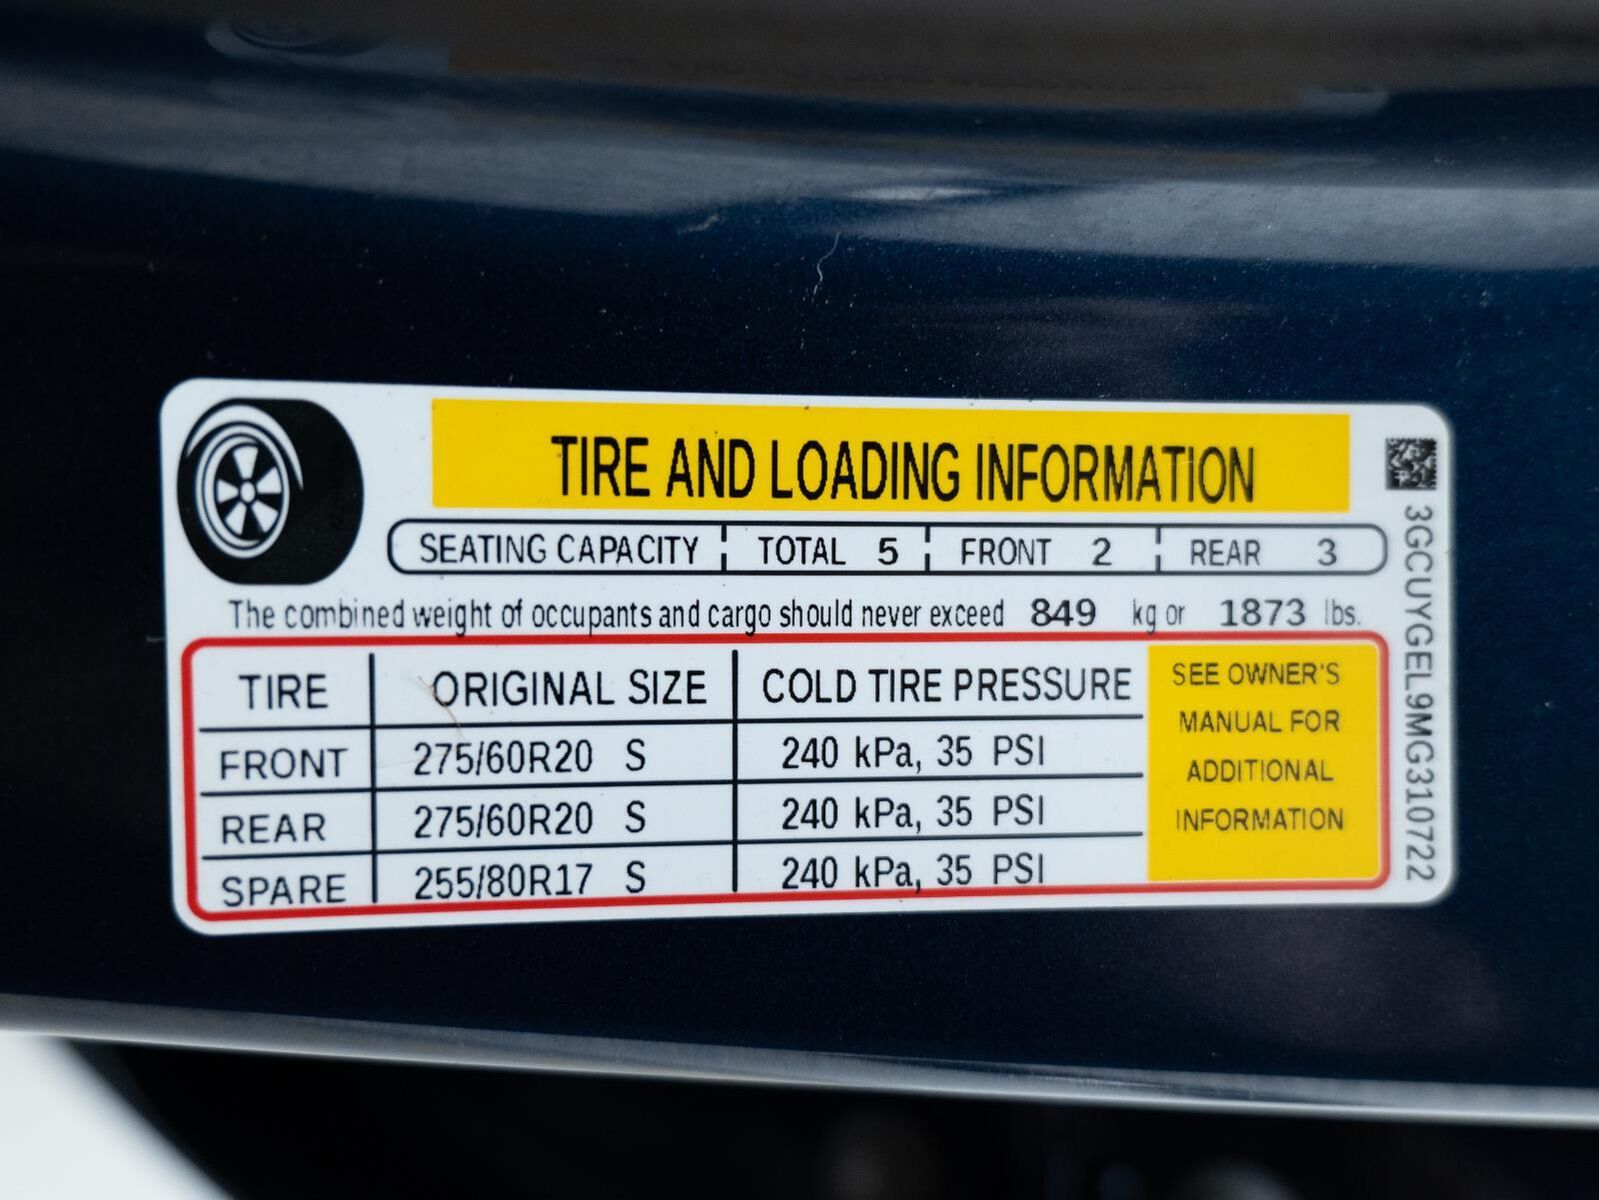 TIRE AND LOADING INFORMATION
SEATING CAPACITY TOTAL 5 FRONT 2 REAR 3
The combined weight of occupants and cargo should never exceed 849 kg or 1873 lbs.
TIRE ORIGINAL SIZE COLD TIRE PRESSURE
FRONT 275/60R20 S 240 kPa, 35 PSI
REAR 275/60R20 S 240 kPa, 35 PSI
SPARE 255/80R17 S 240 kPa, 35 PSI
SEE OWNER'S
MANUAL FOR
ADDITIONAL
INFORMATION
3GCUYGEL9MG310722